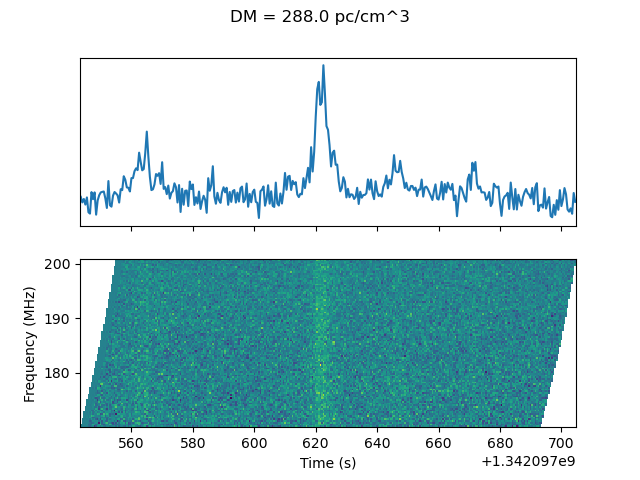 DM = 288.0 pc/cm^3
200
190
180
Frequency (MHz)
560 580 600 620 640 660 680 700
Time (s)
+1.342097e9